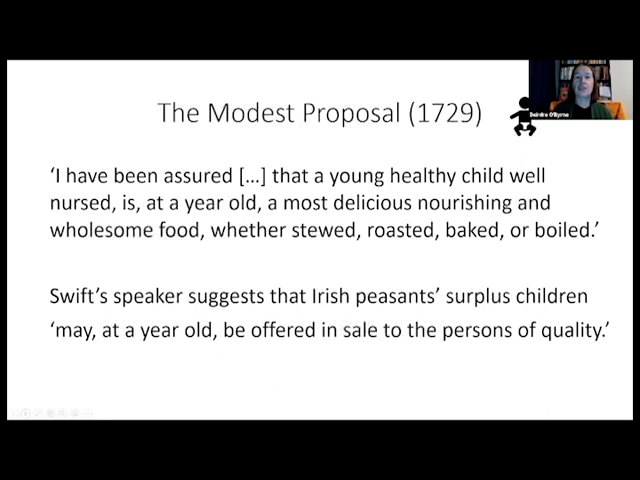 The Modest Proposal (1729)
Deirdre O'Byrne
‘I have been assured […] that a young healthy child well
nursed, is, at a year old, a most delicious nourishing and
wholesome food, whether stewed, roasted, baked, or boiled.’
Swift’s speaker suggests that Irish peasants’ surplus children
‘may, at a year old, be offered in sale to the persons of quality.’